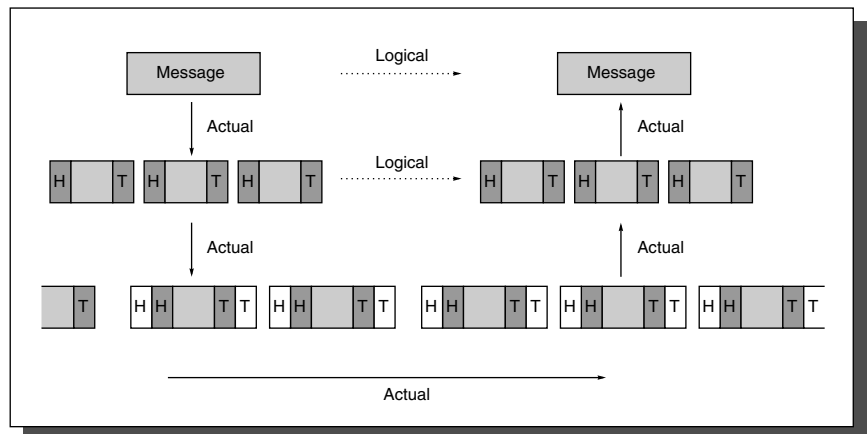 Logical
Message Message
Actual Actual
Logical
H T H T H T H T H T H T
Actual Actual
T H H T T H H T T H H T T H H T T H H T T
Actual